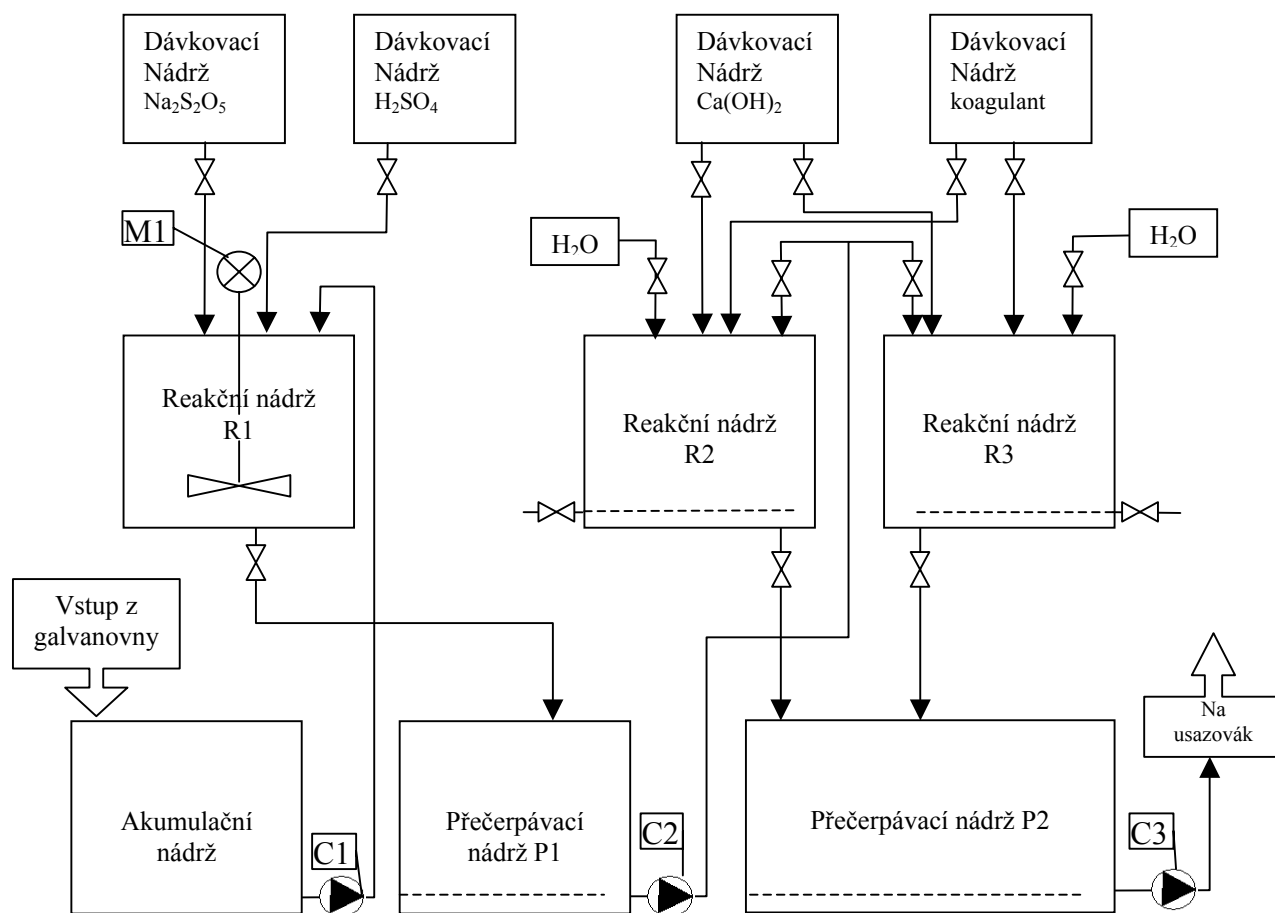 Dávkovací
Nádrž
Na₂S₂O₅
Dávkovací
Nádrž
H₂SO₄
Dávkovací
Nádrž
Ca(OH)₂
Dávkovací
Nádrž
koagulant
M1
H₂O
H₂O
Reakční nádrž
R1
Reakční nádrž
R2
Reakční nádrž
R3
Vstup z
galvanovny
Na
usazovák
Akumulační
nádrž
C1
Přečerpávací
nádrž P1
C2
Přečerpávací nádrž P2
C3